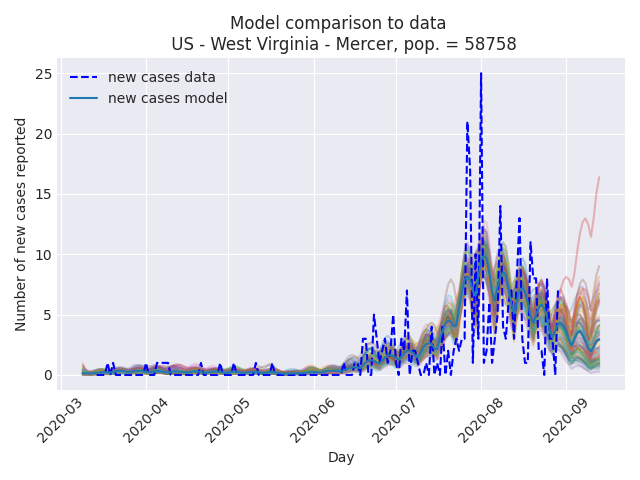 Model comparison to data
US - West Virginia - Mercer, pop. = 58758
new cases data
new cases model
Number of new cases reported
25
20
15
10
5
0
2020-03
2020-04
2020-05
2020-06
2020-07
2020-08
2020-09
Day